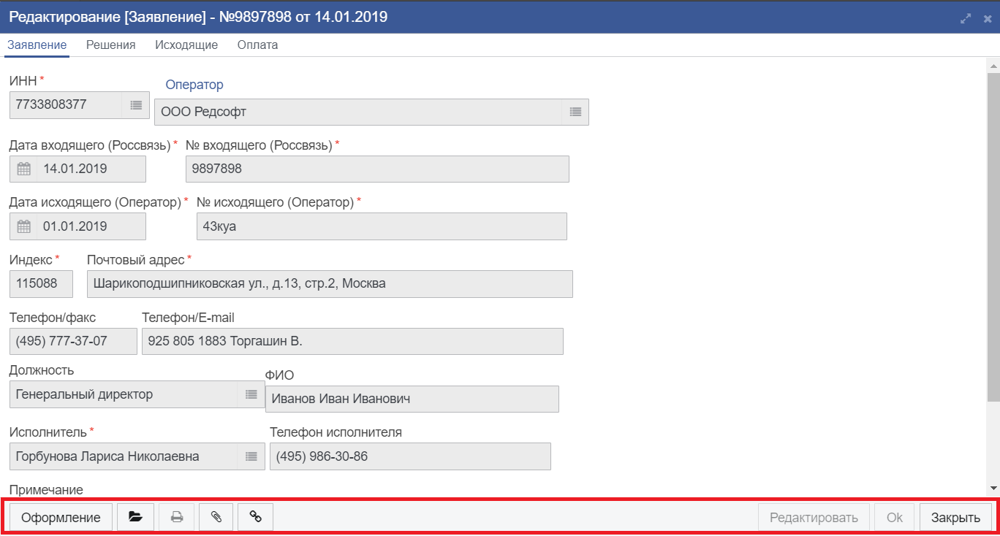 Редактирование [Заявление] - №9897898 от 14.01.2019
Заявление Решения Исходящие Оплата
ИНН * Оператор
7733808377 ООО Редсофт
Дата входящего (Россвязь) * № входящего (Россвязь) *
14.01.2019 9897898
Дата исходящего (Оператор) * № исходящего (Оператор) *
01.01.2019 43куа
Индекс * Почтовый адрес *
115088 Шарикоподшипниковская ул., д.13, стр.2, Москва
Телефон/факс Телефон/E-mail
(495) 777-37-07 925 805 1883 Торгашин В.
Должность ФИО
Генеральный директор Иванов Иван Иванович
Исполнитель * Телефон исполнителя
Горбунова Лариса Николаевна (495) 986-30-86
Примечание
Оформление Редактировать Ok Закрыть